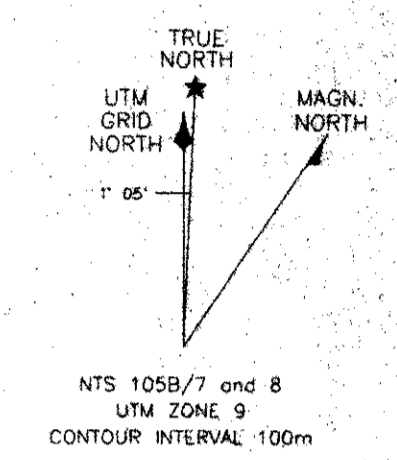 TRUE
NORTH
UTM
GRID
NORTH
MAGN.
NORTH
1° 05'
NTS 105B/7 and 8
UTM ZONE 9
CONTOUR INTERVAL 100m